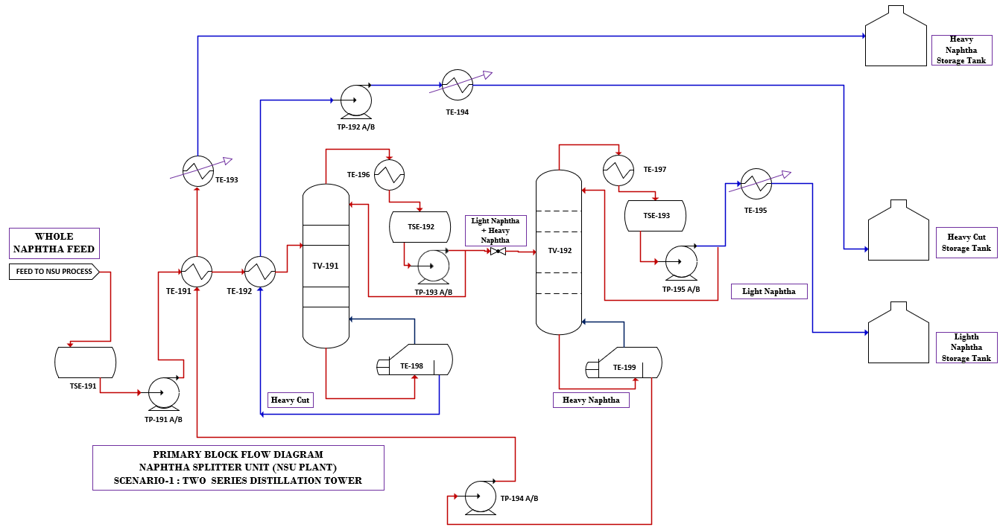 Heavy
Naphtha
Storage Tank
TE-194
TP-192 A/B
TE-193
TE-196
TE-197
TE-195
WHOLE
NAPHTHA FEED
FEED TO NSU PROCESS
TSE-192
Light Naphtha
+ Heavy
Naphtha
TSE-193
Heavy Cut
Storage Tank
TV-191
TV-192
TE-191
TE-192
TP-193 A/B
TP-195 A/B
Light Naphtha
Lighth
Naphtha
Storage Tank
TE-198
TE-199
TSE-191
TP-191 A/B
Heavy Cut
Heavy Naphtha
PRIMARY BLOCK FLOW DIAGRAM
NAPHTHA SPLITTER UNIT (NSU PLANT)
SCENARIO-1 : TWO SERIES DISTILLATION TOWER
TP-194 A/B